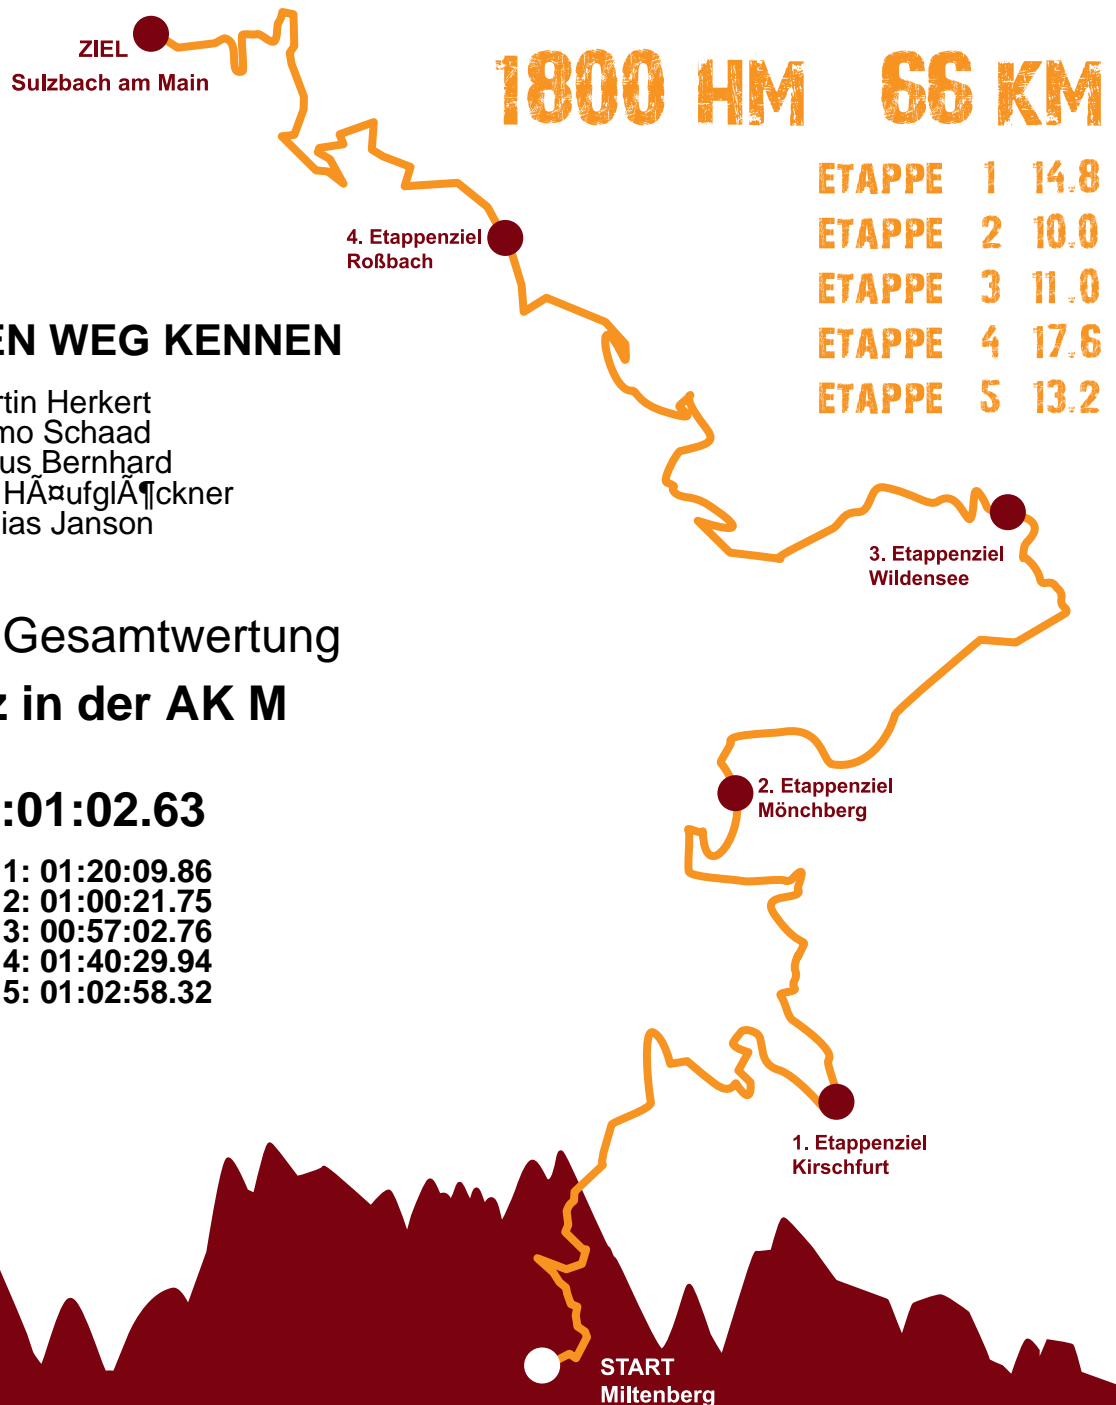 ZIEL
Sulzbach am Main
1800 HM 66 KM
ETAPPE 1 14.8
ETAPPE 2 10.0
ETAPPE 3 11.0
ETAPPE 4 17.6
ETAPPE 5 13.2
4. Etappenziel
Roßbach
EN WEG KENNEN
rtin Herkert
mo Schaad
us Bernhard
HÃ¤ufglÃ¶ckner
ias Janson
3. Etappenziel
Wildensee
Gesamtwertung
z in der AK M
2. Etappenziel
Mönchberg
:01:02.63
1: 01:20:09.86
2: 01:00:21.75
3: 00:57:02.76
4: 01:40:29.94
5: 01:02:58.32
1. Etappenziel
Kirschfurt
START
Miltenberg